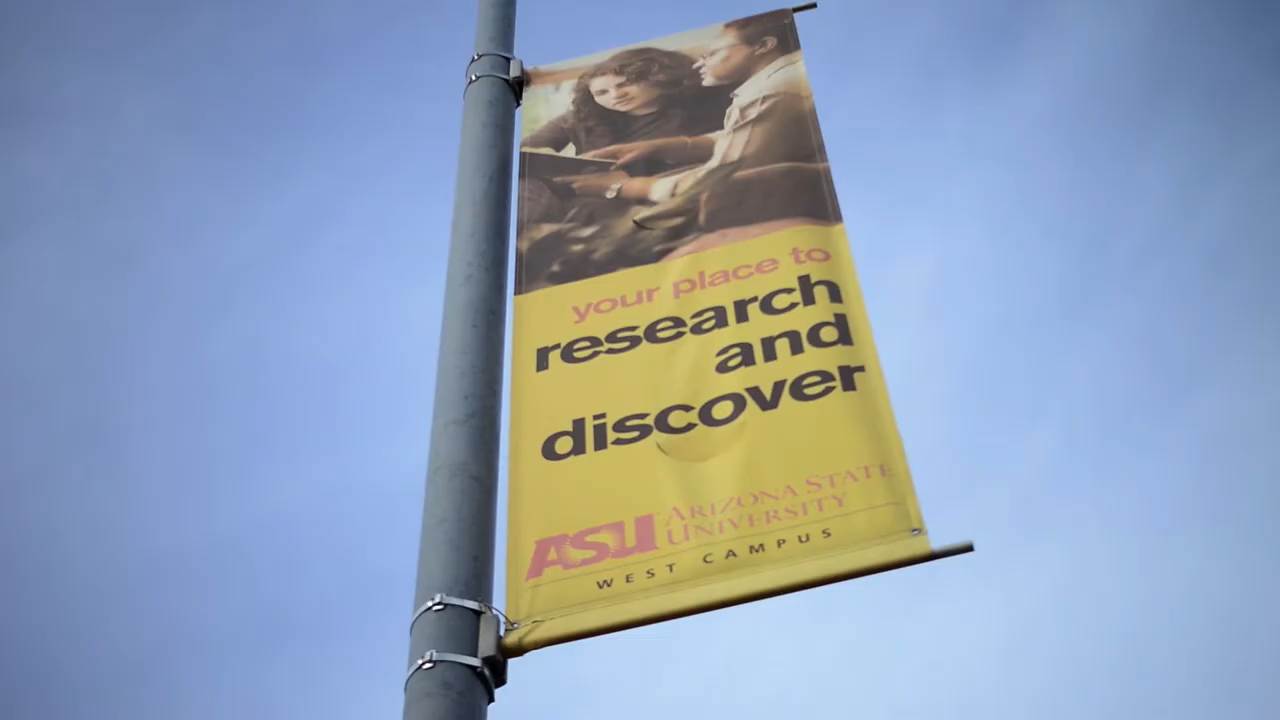 your place to
research
and
discover
ASU ARIZONA STATE
UNIVERSITY
WEST CAMPUS